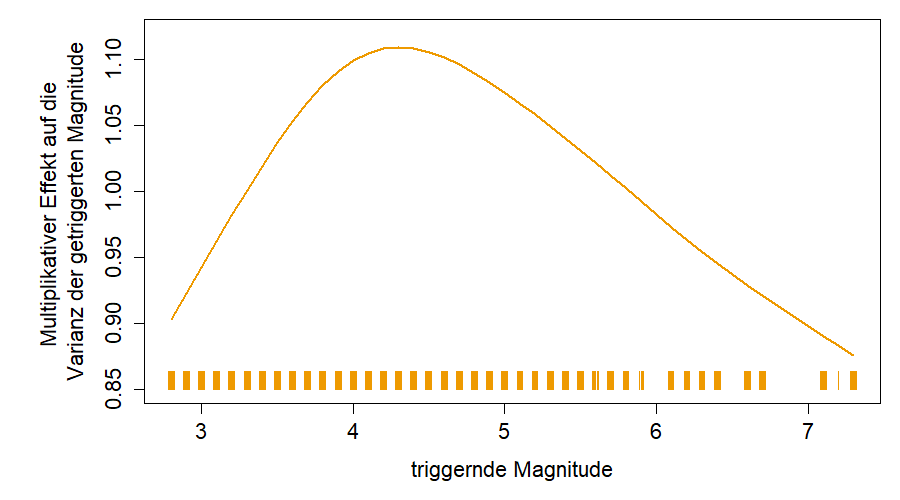 Multiplikativer Effekt auf die
Varianz der getriggerten Magnitude
1.10
1.05
1.00
0.95
0.90
0.85
3 4 5 6 7
triggernde Magnitude